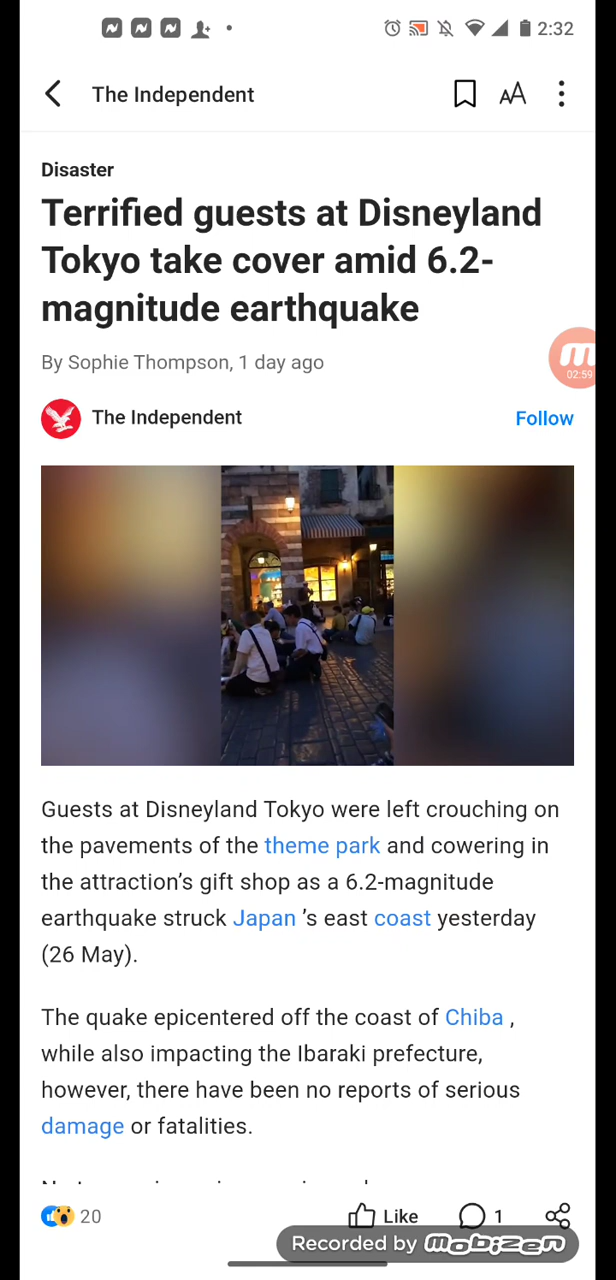 2:32
The Independent
AA
Disaster
Terrified guests at Disneyland
Tokyo take cover amid 6.2-
magnitude earthquake
By Sophie Thompson, 1 day ago
m
02:59
The Independent
Follow
Guests at Disneyland Tokyo were left crouching on
the pavements of the theme park and cowering in
the attraction's gift shop as a 6.2-magnitude
earthquake struck Japan 's east coast yesterday
(26 May).
The quake epicentered off the coast of Chiba ,
while also impacting the Ibaraki prefecture,
however, there have been no reports of serious
damage or fatalities.
20
Like
1
Recorded by mobizen